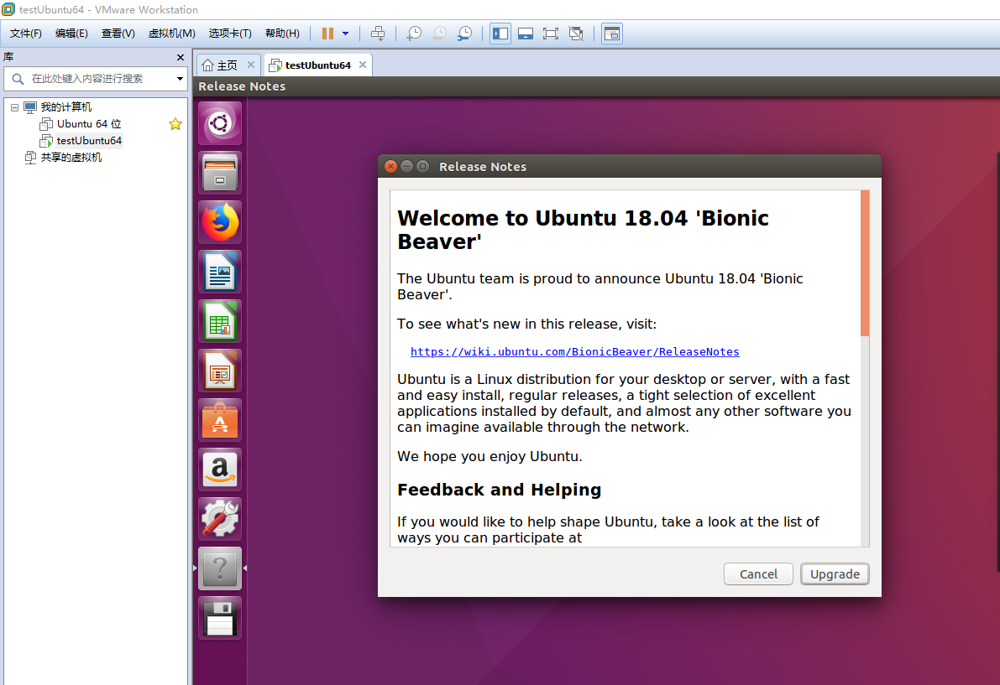 testUbuntu64 - VMware Workstation
文件(F) 编辑(E) 查看(V) 虚拟机(M) 选项卡(T) 帮助(H)
库
在此处键入内容进行搜索
我的计算机
Ubuntu 64 位
testUbuntu64
共享的虚拟机
主页 testUbuntu64
Release Notes
Release Notes
Welcome to Ubuntu 18.04 'Bionic
Beaver'
The Ubuntu team is proud to announce Ubuntu 18.04 'Bionic
Beaver'.
To see what's new in this release, visit:
https://wiki.ubuntu.com/BionicBeaver/ReleaseNotes
Ubuntu is a Linux distribution for your desktop or server, with a fast
and easy install, regular releases, a tight selection of excellent
applications installed by default, and almost any other software you
can imagine available through the network.
We hope you enjoy Ubuntu.
Feedback and Helping
If you would like to help shape Ubuntu, take a look at the list of
ways you can participate at
Cancel Upgrade